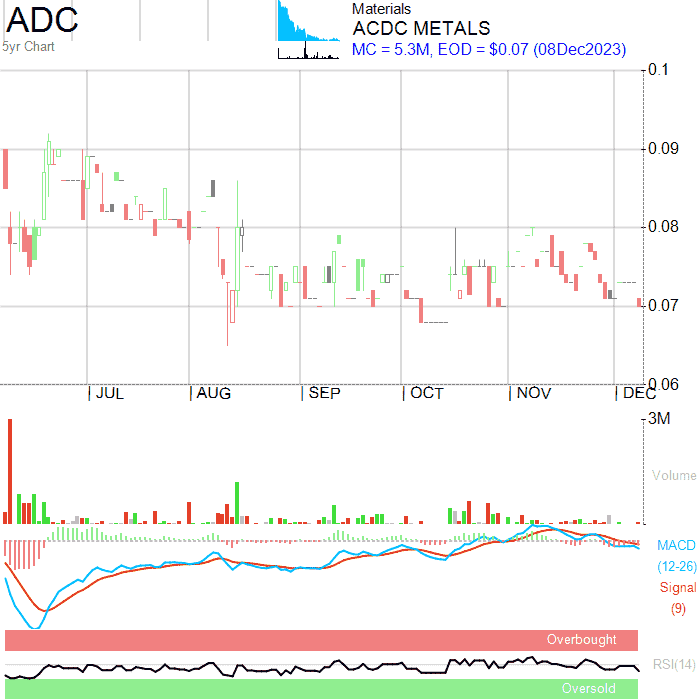 ADC
5yr Chart
Materials
ACDC METALS
MC = 5.3M, EOD = $0.07 (08Dec2023)
0.1
0.09
0.08
0.07
0.06
JUL AUG SEP OCT NOV DEC
3M
Volume
MACD
(12-26)
Signal
(9)
Overbought
RSI(14)
Oversold